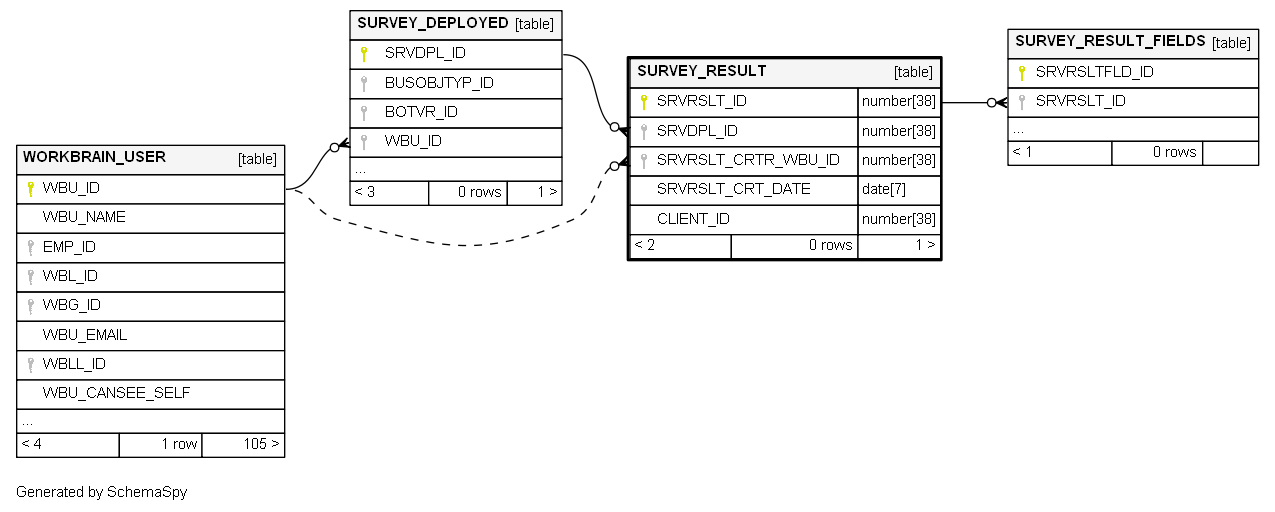 SURVEY_DEPLOYED [table]
SRVDPL_ID
BUSOBJTYP_ID
BOTVR_ID
WBU_ID
...
< 3 0 rows 1 >
SURVEY_RESULT [table]
SRVRSLT_ID number[38]
SRVDPL_ID number[38]
SRVRSLT_CRTR_WBU_ID number[38]
SRVRSLT_CRT_DATE date[7]
CLIENT_ID number[38]
< 2 0 rows 1 >
SURVEY_RESULT_FIELDS [table]
SRVRSLTFLD_ID
SRVRSLT_ID
...
< 1 0 rows
WORKBRAIN_USER [table]
WBU_ID
WBU_NAME
EMP_ID
WBL_ID
WBG_ID
WBU_EMAIL
WBLL_ID
WBU_CANSEE_SELF
...
< 4 1 row 105 >
Generated by SchemaSpy